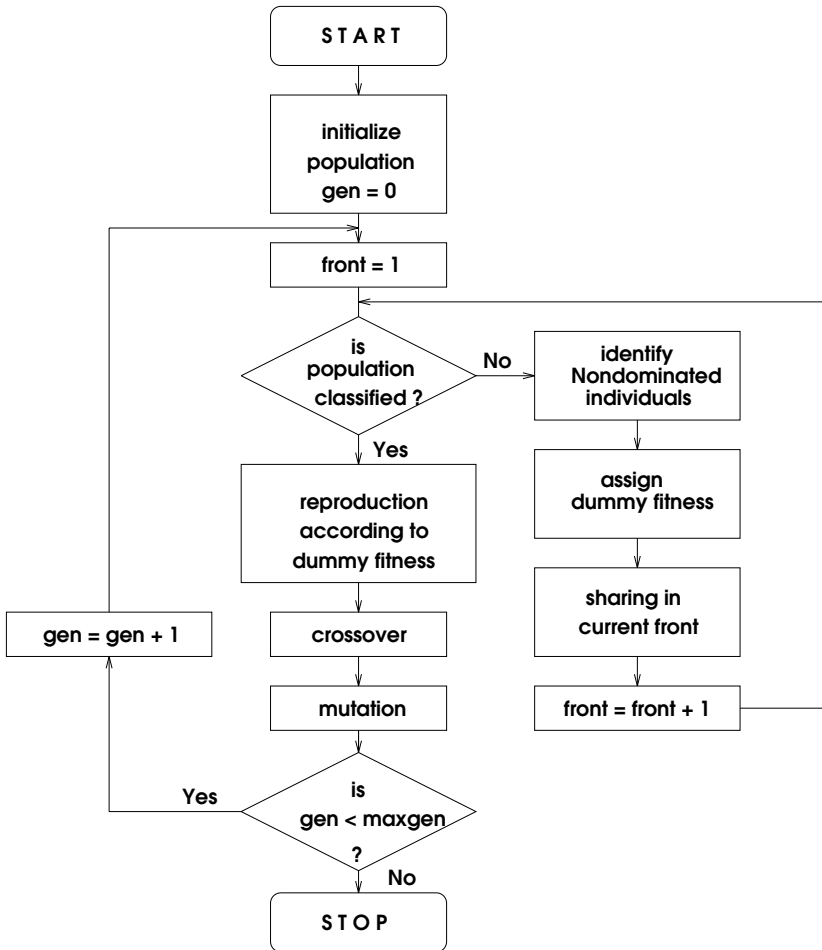 S T A R T
initialize
population
gen = 0
front = 1
is
population
classified ?
No
identify
Nondominated
individuals
Yes
assign
dummy fitness
reproduction
according to
dummy fitness
sharing in
current front
gen = gen + 1
crossover
mutation
front = front + 1
is
gen < maxgen
?
Yes
No
S T O P